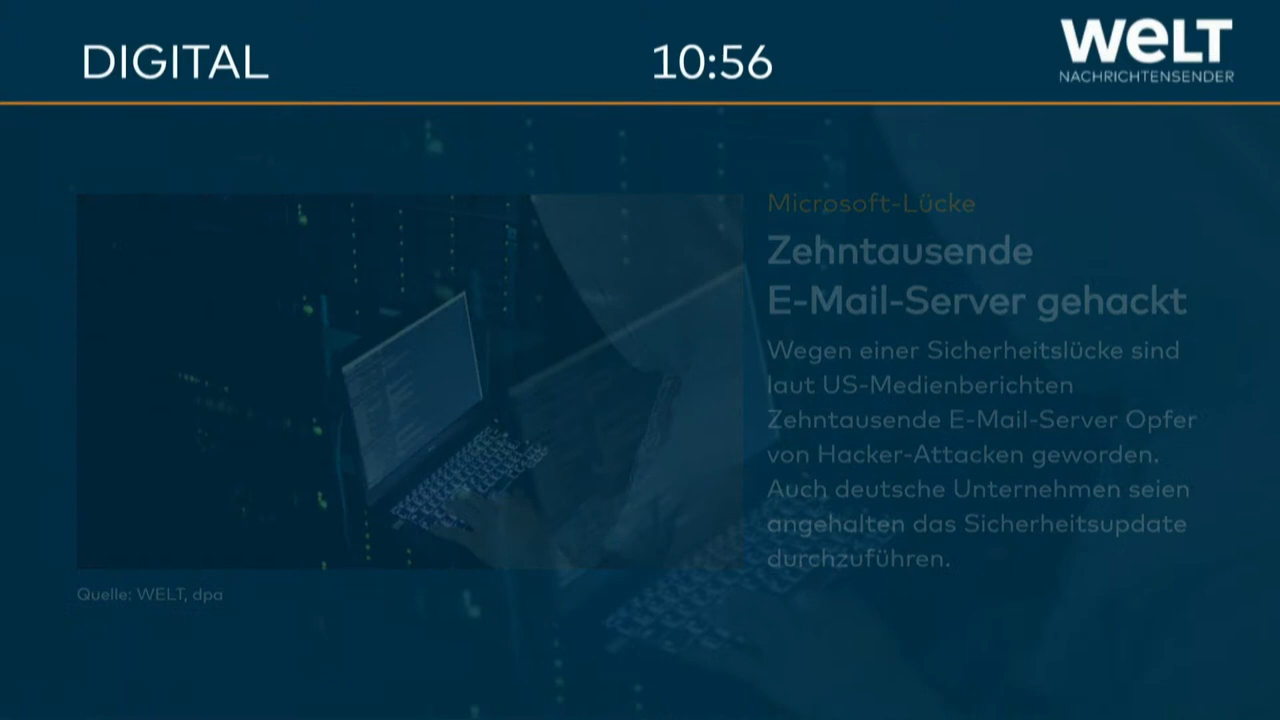 DIGITAL
10:56
WELT
NACHRICHTENSENDER
Microsoft-Lücke
Zehntausende
E-Mail-Server gehackt
Wegen einer Sicherheitslücke sind
laut US-Medienberichten
Zehntausende E-Mail-Server Opfer
von Hacker-Attacken geworden.
Auch deutsche Unternehmen seien
angehalten das Sicherheitsupdate
durchzuführen.
Quelle: WELT, dpa